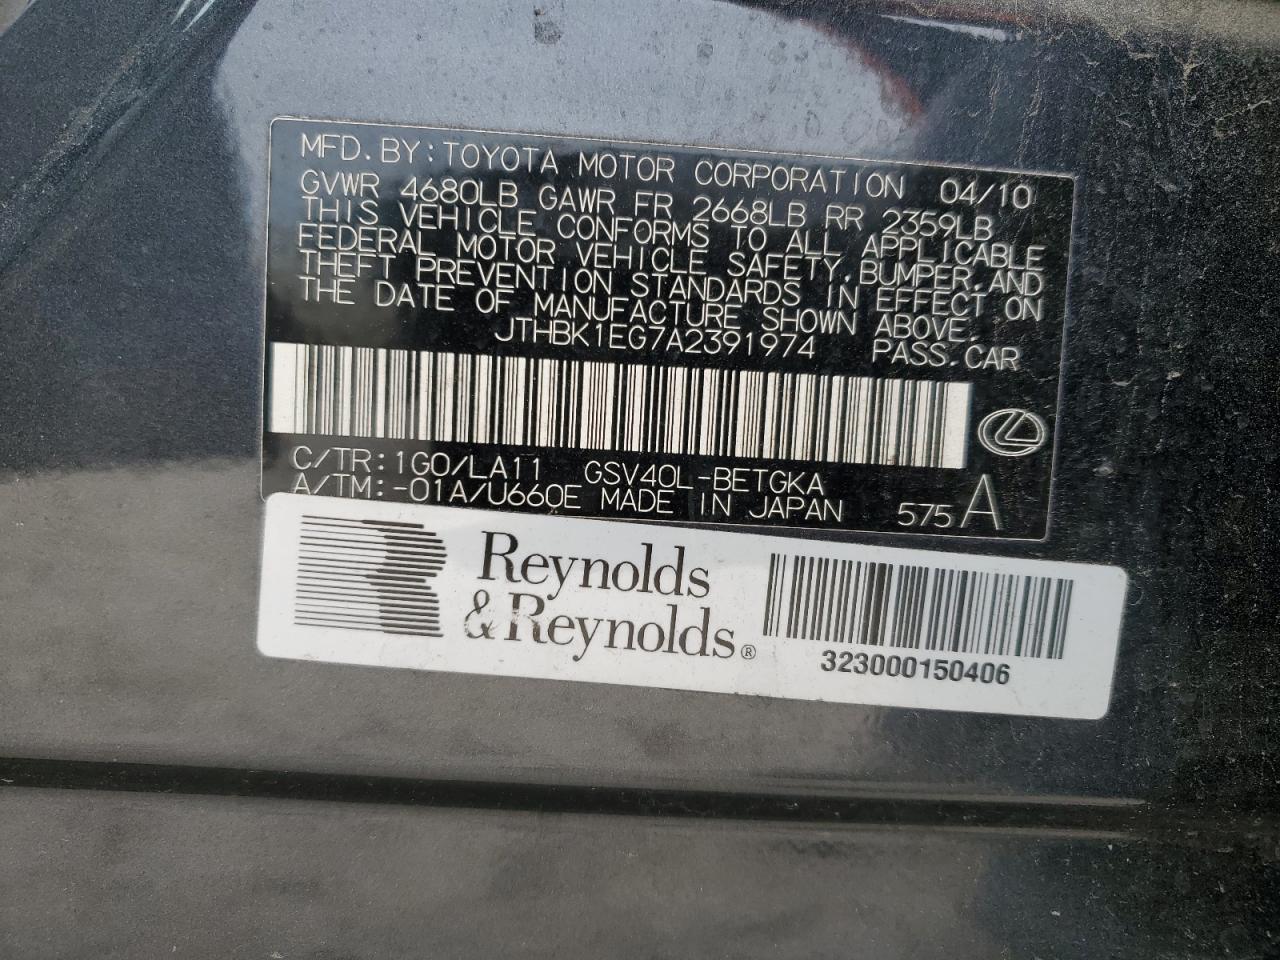 MFD. BY: TOYOTA MOTOR CORPORATION 04/10
GVWR 4680LB GAWR FR 2668LB RR 2359LB
THIS VEHICLE CONFORMS TO ALL APPLICABLE
FEDERAL MOTOR VEHICLE SAFETY, BUMPER, AND
THEFT PREVENTION STANDARDS IN EFFECT ON
THE DATE OF MANUFACTURE SHOWN ABOVE.
JTHBK1EG7A2391974 PASS. CAR
C/TR: 1G0/LA11 GSV40L-BETGKA
A/TM: -01A/U660E MADE IN JAPAN 575 A
Reynolds
& Reynolds®
323000150406